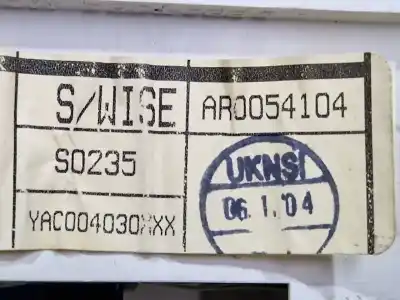 S/WISE
AR0054104
S0235
UKNSI
06.1.04
YAC004030XXX